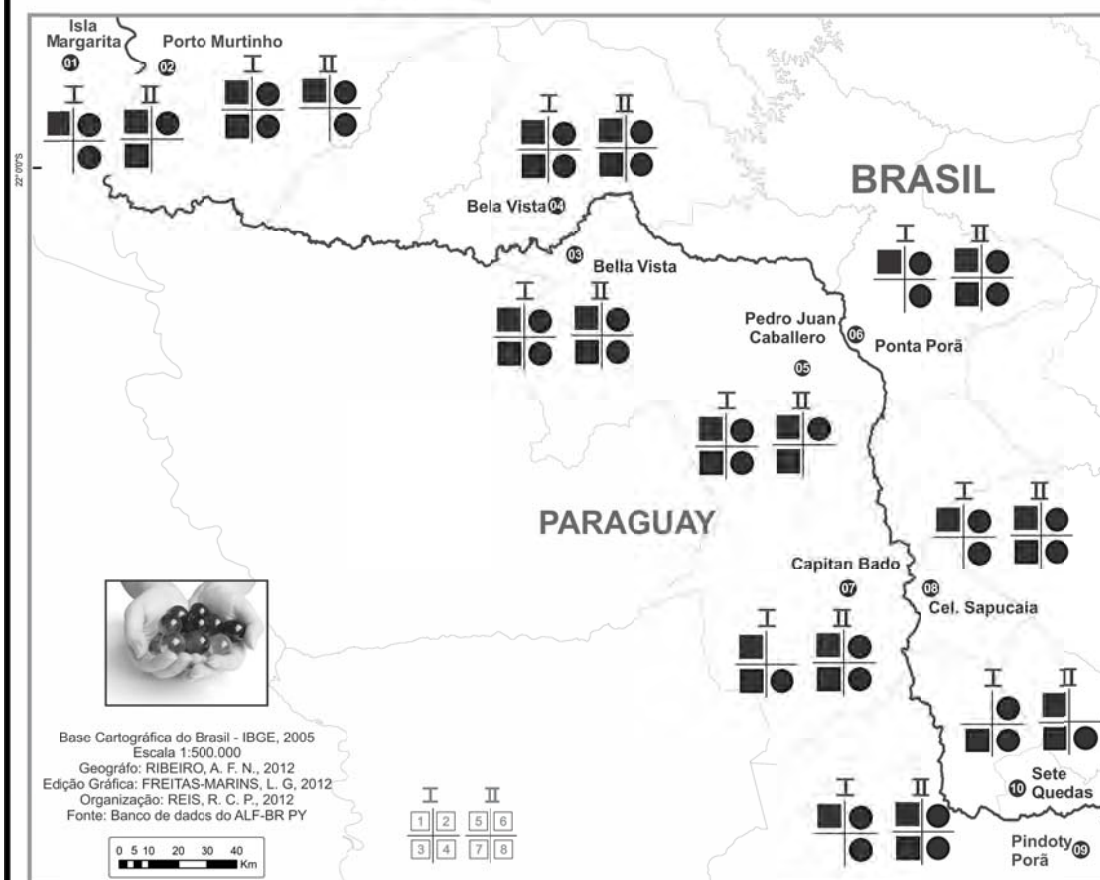 Isla
Margarita
01
Porto Murtinho
02
I II
I II
22°0'0"S
I II
Bela Vista 04
03
Bella Vista
I II
BRASIL
I II
Pedro Juan
Caballero
05
06
Ponta Porã
I II
PARAGUAY
I II
Capitan Bado
07
08
Cel. Sapucaia
I II
I II
10
Sete
Quedas
I II
Pindoty
Porã
09
Base Cartográfica do Brasil - IBGE, 2005
Escala 1:500.000
Geográfo: RIBEIRO, A. F. N., 2012
Edição Gráfica: FREITAS-MARINS, L. G, 2012
Organização: REIS, R. C. P., 2012
Fonte: Banco de dados do ALF-BR PY
0 5 10 20 30 40
Km
I II
1 2 5 6
3 4 7 8